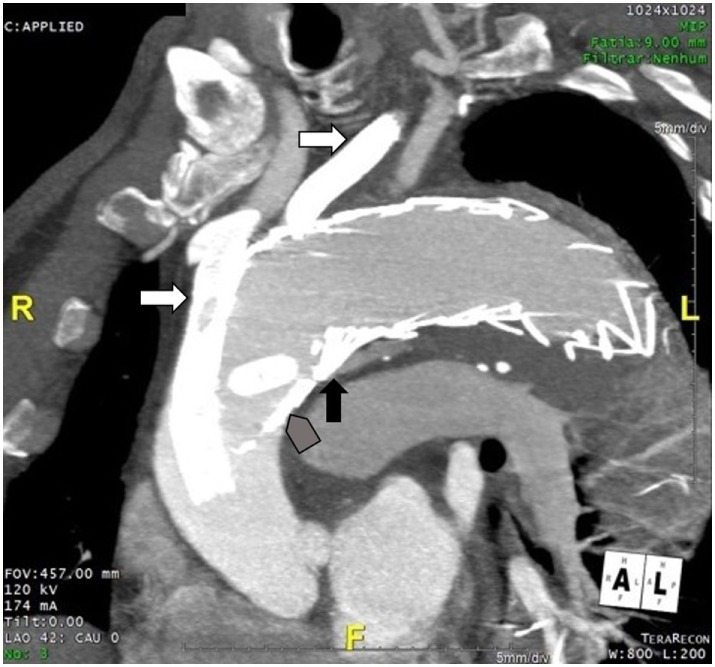 1024x1024
C:APPLIED
MIP
Fatia:9.00 mm
Filtrar:Nenhum
5mm/div
R
L
FOV:457.00 mm
120 kV
174 mA
Tilt:0.00
LAO 42: CAU 0
No: 3
F
H
R A L
F
H
A L P
F
TERARECON
5mm/div
W:800 L:200